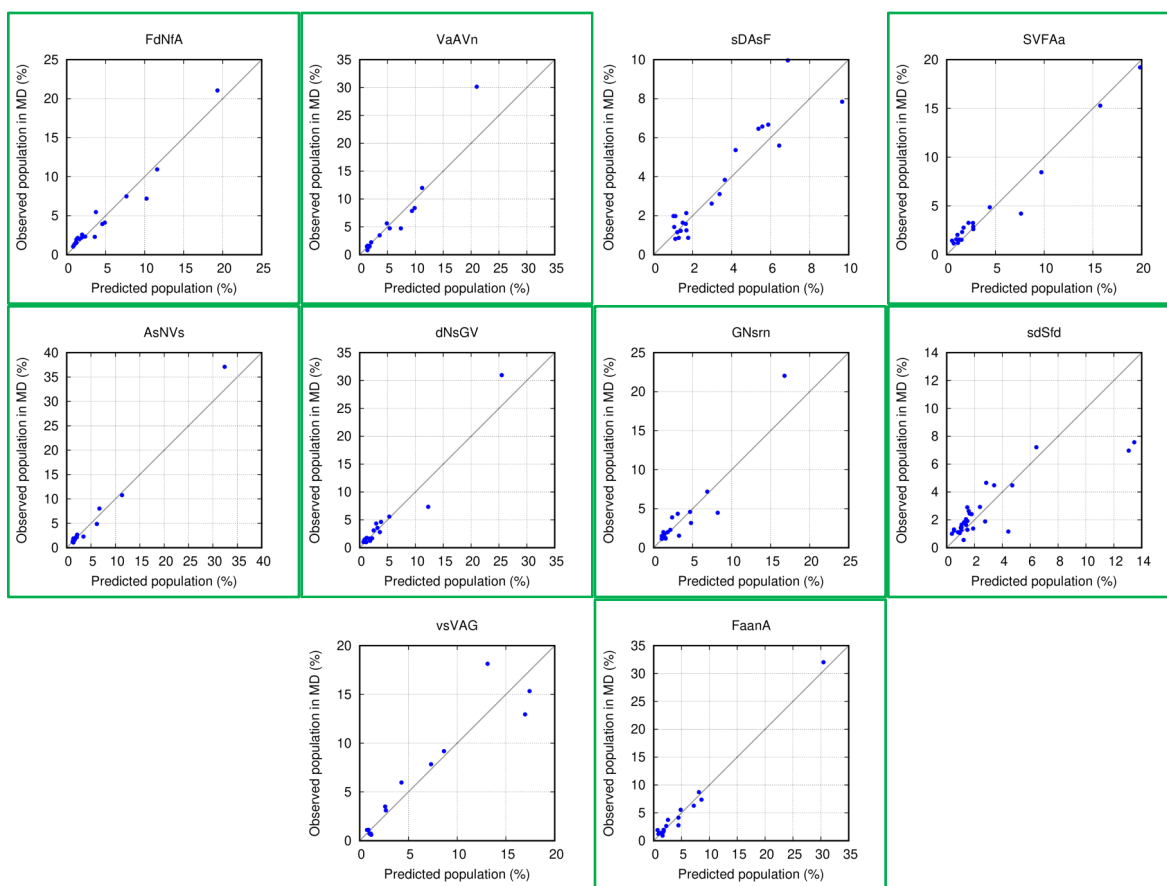 FdNfA
Observed population in MD (%)
25
20
15
10
5
0
0 5 10 15 20 25
Predicted population (%)
VaAVn
Observed population in MD (%)
35
30
25
20
15
10
5
0
0 5 10 15 20 25 30 35
Predicted population (%)
sDAsF
Observed population in MD (%)
10
8
6
4
2
0
0 2 4 6 8 10
Predicted population (%)
SVFAa
Observed population in MD (%)
20
15
10
5
0
0 5 10 15 20
Predicted population (%)
AsNVs
Observed population in MD (%)
40
35
30
25
20
15
10
5
0
0 5 10 15 20 25 30 35 40
Predicted population (%)
dNsGV
Observed population in MD (%)
35
30
25
20
15
10
5
0
0 5 10 15 20 25 30 35
Predicted population (%)
GNsrn
Observed population in MD (%)
25
20
15
10
5
0
0 5 10 15 20 25
Predicted population (%)
sdSfd
Observed population in MD (%)
14
12
10
8
6
4
2
0
0 2 4 6 8 10 12 14
Predicted population (%)
vsVAG
Observed population in MD (%)
20
15
10
5
0
0 5 10 15 20
Predicted population (%)
FaanA
Observed population in MD (%)
35
30
25
20
15
10
5
0
0 5 10 15 20 25 30 35
Predicted population (%)